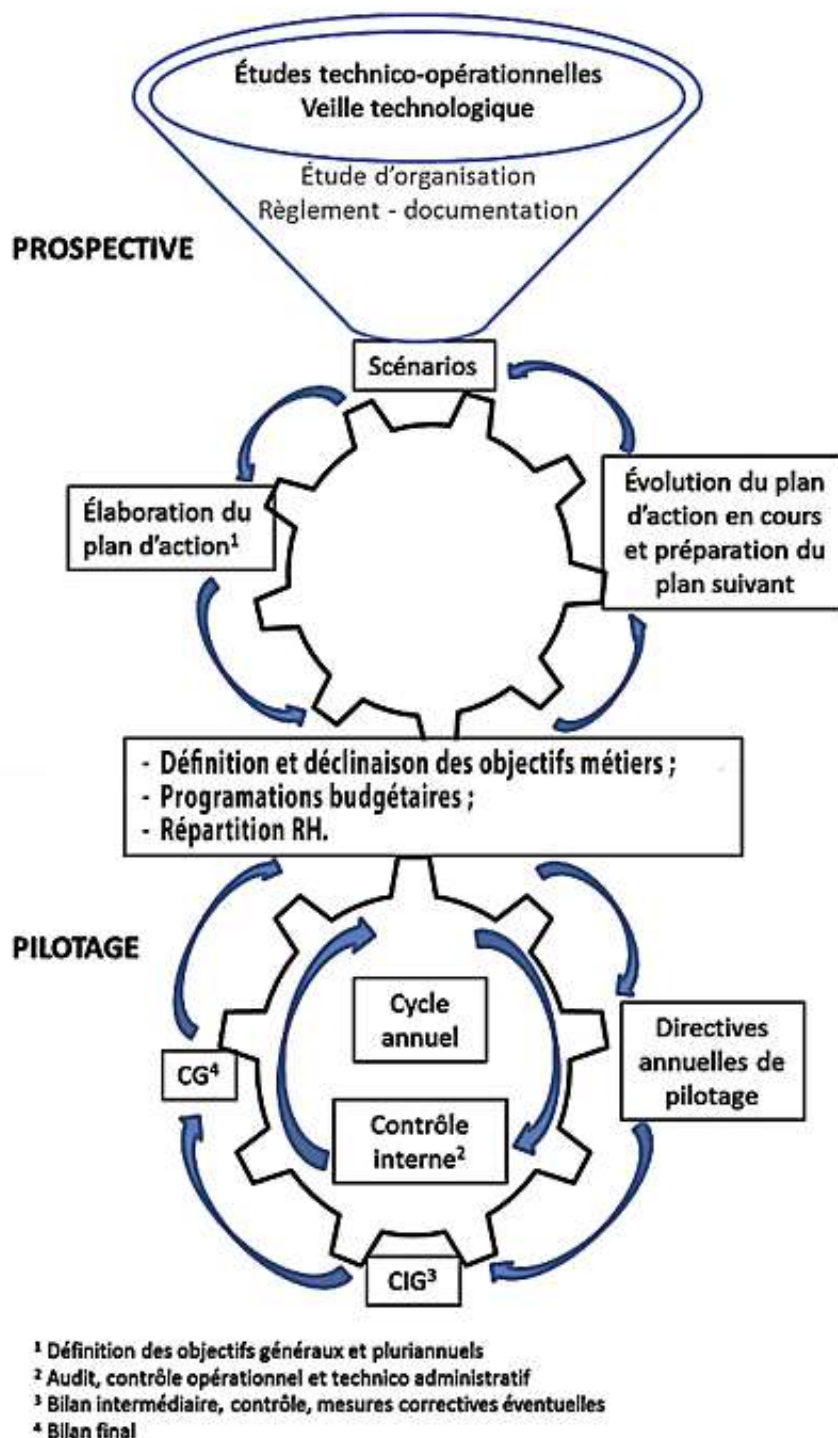 Études technico-opérationnelles
Veille technologique
Étude d'organisation
Règlement - documentation
PROSPECTIVE
Scénarios
Élaboration du
plan d'action¹
Évolution du plan
d'action en cours
et préparation du
plan suivant
- Définition et déclinaison des objectifs métiers ;
- Programations budgétaires ;
- Répartition RH.
PILOTAGE
Cycle
annuel
Directives
annuelles de
pilotage
CG⁴
Contrôle
interne²
CIG³
¹ Définition des objectifs généraux et pluriannuels
² Audit, contrôle opérationnel et technico administratif
³ Bilan intermédiaire, contrôle, mesures correctives éventuelles
⁴ Bilan final